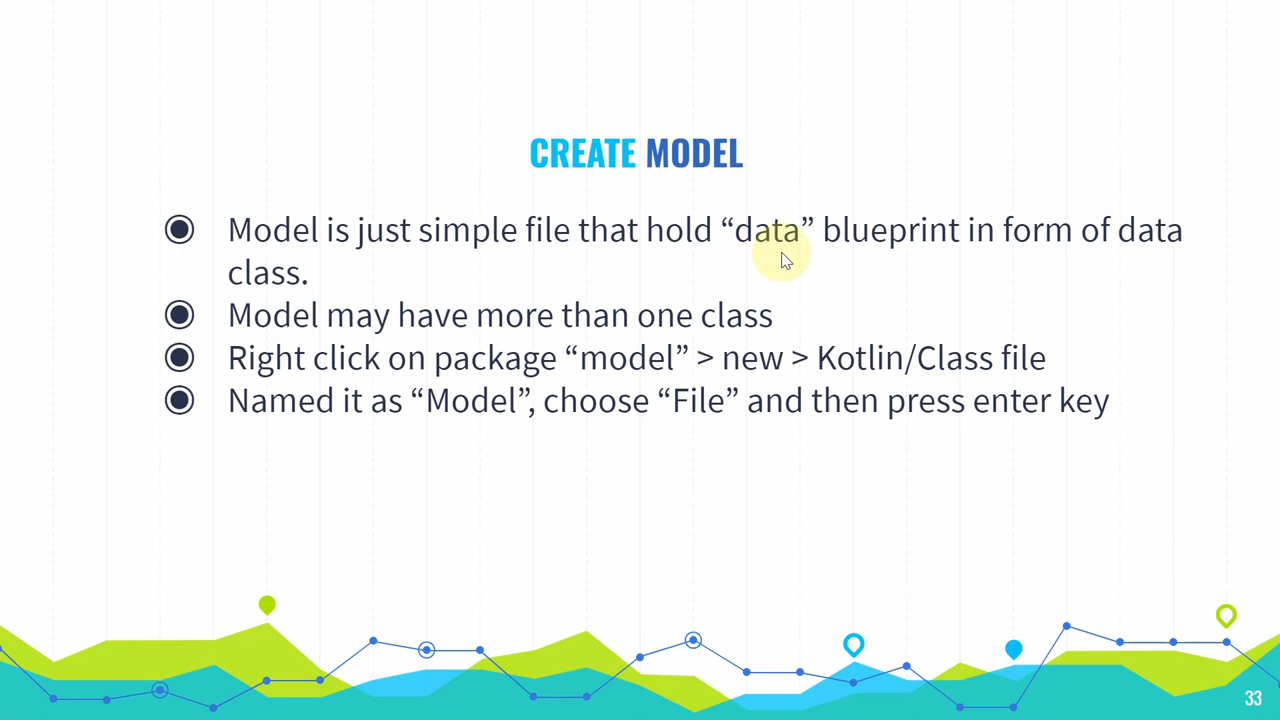 CREATE MODEL
Model is just simple file that hold “data” blueprint in form of data
class.
Model may have more than one class
Right click on package “model” > new > Kotlin/Class file
Named it as “Model”, choose “File” and then press enter key
33